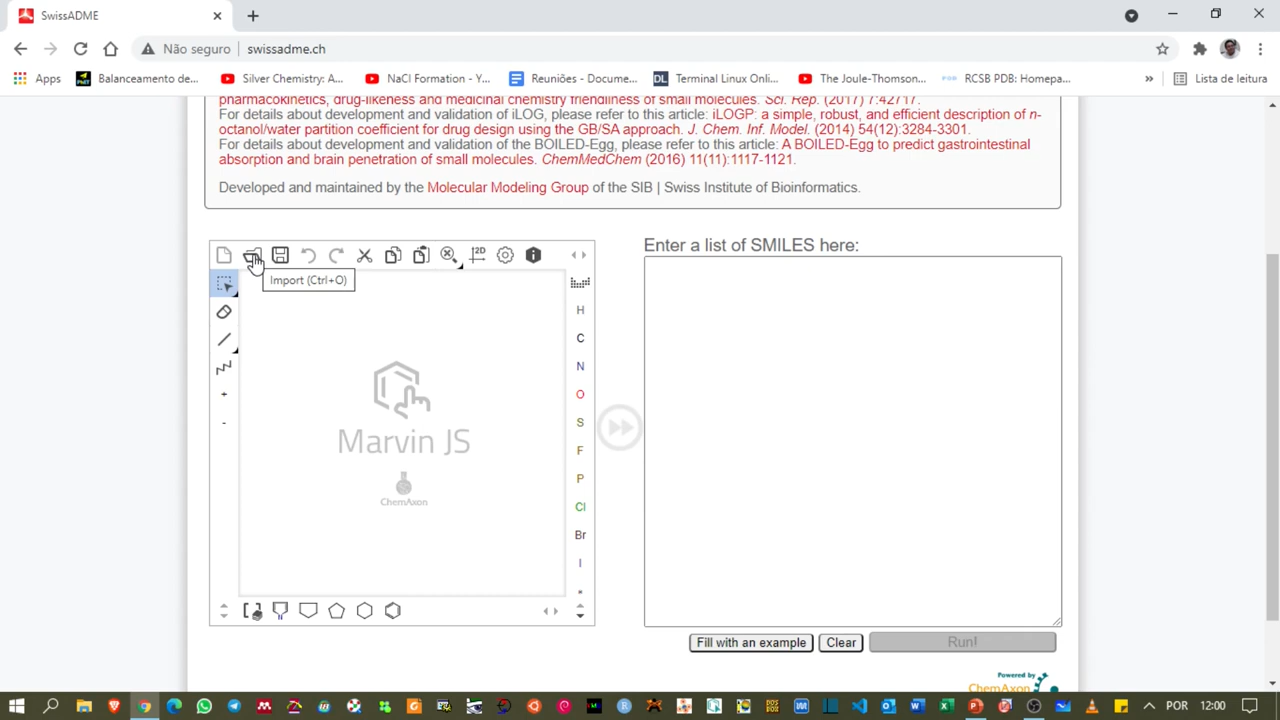 SwissADME
Não seguro
swissadme.ch
Apps
Balanceamento de...
Silver Chemistry: A...
NaCl Formation - Y...
Reuniões - Docume...
Terminal Linux Onli...
The Joule-Thomson...
RCSB PDB: Homepa...
»
Lista de leitura
pharmacokinetics, drug-likeness and medicinal chemistry friendliness of small molecules. Sci. Rep. (2017) 7:42717.
For details about development and validation of iLOG, please refer to this article: iLOGP: a simple, robust, and efficient description of n-
octanol/water partition coefficient for drug design using the GB/SA approach. J. Chem. Inf. Model. (2014) 54(12):3284-3301.
For details about development and validation of the BOILED-Egg, please refer to this article: A BOILED-Egg to predict gastrointestinal
absorption and brain penetration of small molecules. ChemMedChem (2016) 11(11):1117-1121.
Developed and maintained by the Molecular Modeling Group of the SIB | Swiss Institute of Bioinformatics.
Enter a list of SMILES here:
2D
Import (Ctrl+O)
H
C
N
O
S
F
P
Cl
Br
I
+
-
Marvin JS
ChemAxon
Fill with an example
Clear
Run!
Powered by
ChemAxon
POR
12:00